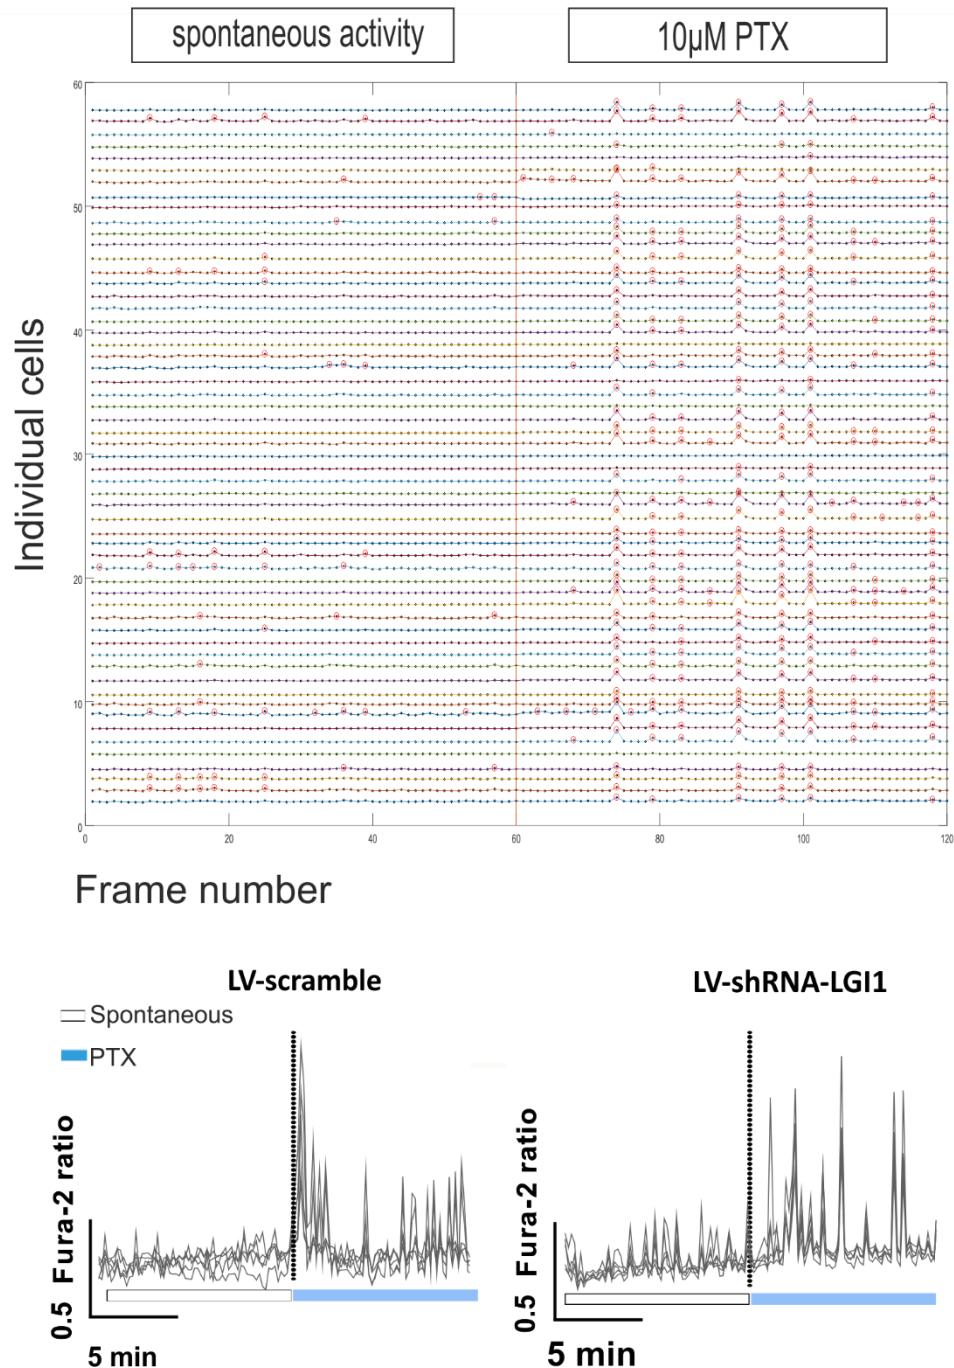 spontaneous activity
10µM PTX
60
50
40
30
20
10
0
Individual cells
0 20 40 60 80 100 120
Frame number
LV-scramble
LV-shRNA-LGI1
Spontaneous
PTX
0.5 Fura-2 ratio
0.5 Fura-2 ratio
5 min
5 min